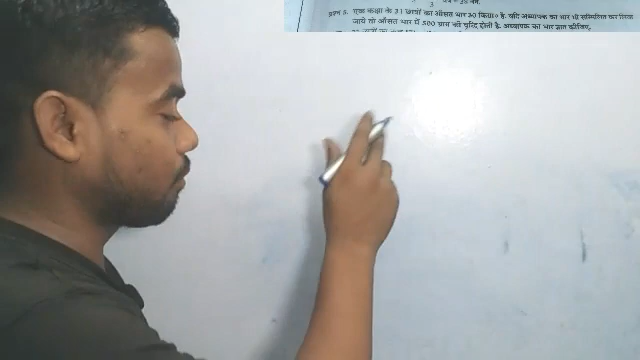 प्रश्न 5. एक कक्षा के 31 छात्रों का औसत भार 30 किग्रा० है. यदि अध्यापक का भार भी सम्मिलित कर लिया
जाये तो औसत भार में 500 ग्राम की वृद्धि होती है. अध्यापक का भार ज्ञात कीजिए.